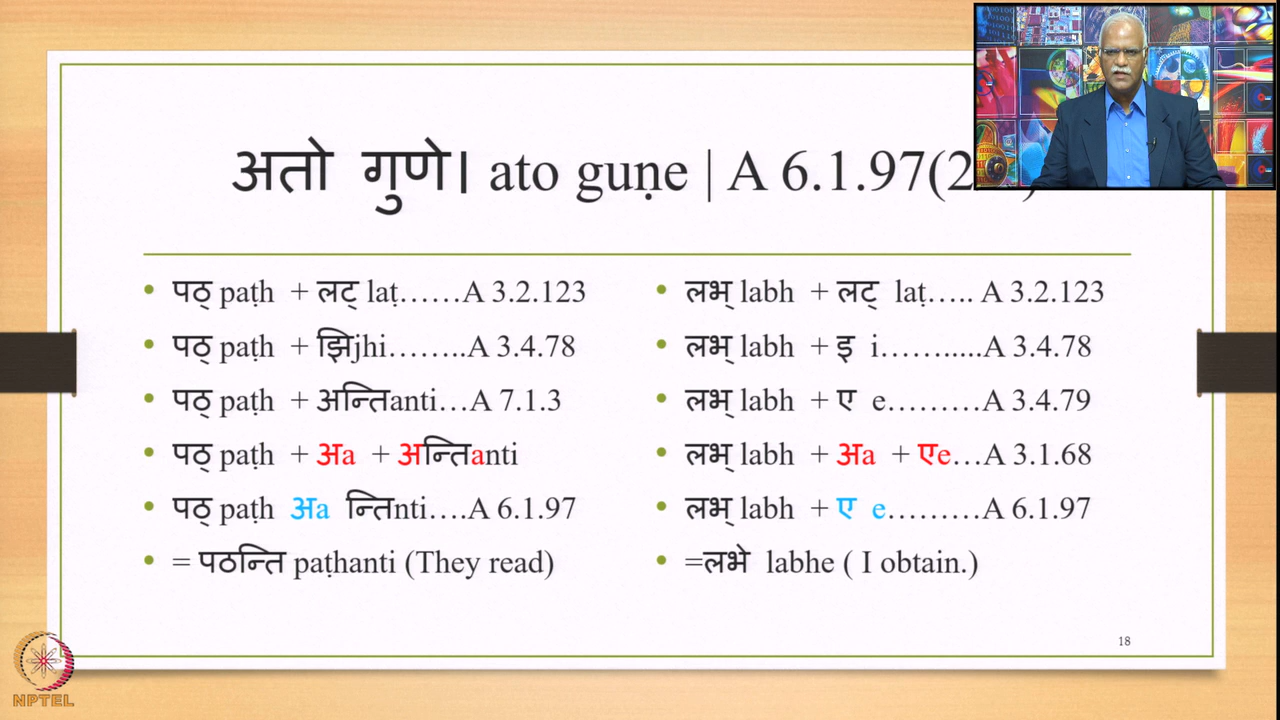 अतो गुणे। ato guṇe | A 6.1.97(2
• पठ् paṭh + लट् laṭ……A 3.2.123
• पठ् paṭh + झिjhi……..A 3.4.78
• पठ् paṭh + अन्तिanti…A 7.1.3
• पठ् paṭh + अa + अन्तिanti
• पठ् paṭh अa न्तिnti….A 6.1.97
• = पठन्ति paṭhanti (They read)
• लभ् labh + लट् laṭ….. A 3.2.123
• लभ् labh + इ i……….....A 3.4.78
• लभ् labh + ए e………A 3.4.79
• लभ् labh + अa + एe…A 3.1.68
• लभ् labh + ए e………A 6.1.97
• =लभे labhe ( I obtain.)
18
NPTEL